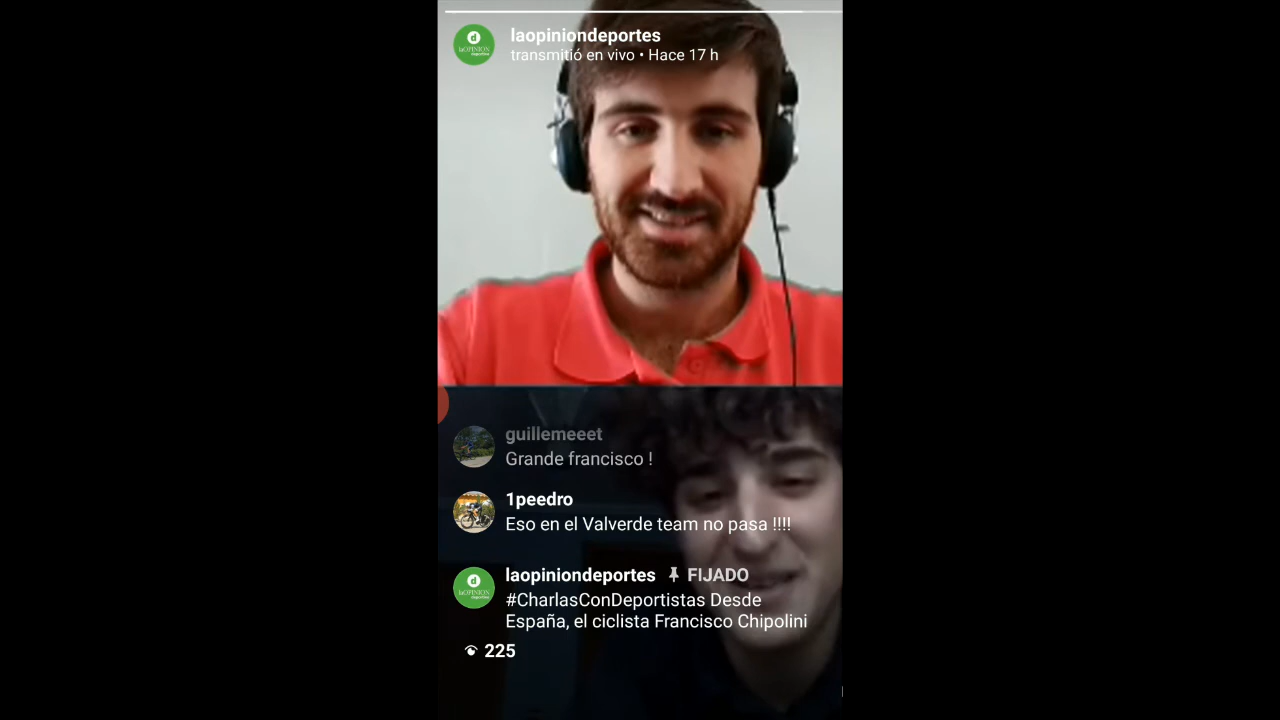 laopiniondeportes
transmitió en vivo • Hace 17 h
guillemeeet
Grande francisco !
1peedro
Eso en el Valverde team no pasa !!!!
laopiniondeportes FIJADO
#CharlasConDeportistas Desde
España, el ciclista Francisco Chipolini
225